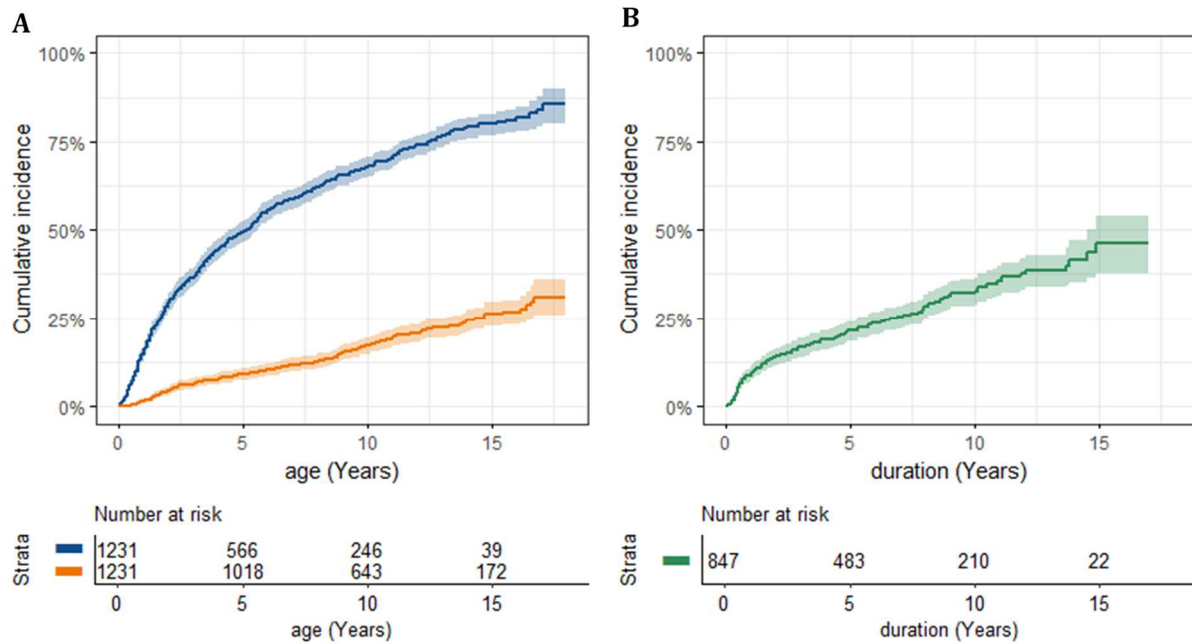 A
100%
75%
50%
25%
0%
Cumulative incidence
0 5 10 15
age (Years)
Number at risk
Strata
1231 566 246 39
1231 1018 643 172
0 5 10 15
age (Years)
B
100%
75%
50%
25%
0%
Cumulative incidence
0 5 10 15
duration (Years)
Number at risk
Strata
847 483 210 22
0 5 10 15
duration (Years)